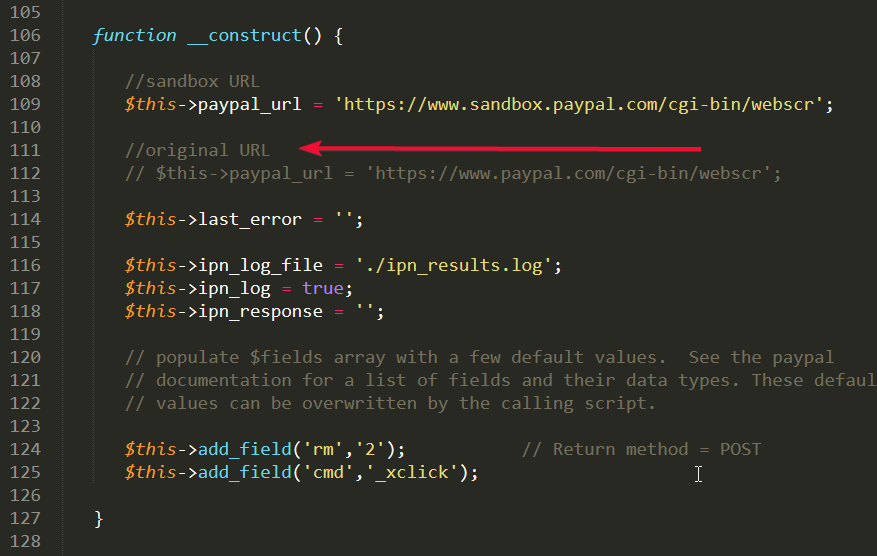 105
106 function __construct() {
107
108 //sandbox URL
109 $this->paypal_url = 'https://www.sandbox.paypal.com/cgi-bin/webscr';
110
111 //original URL
112 // $this->paypal_url = 'https://www.paypal.com/cgi-bin/webscr';
113
114 $this->last_error = '';
115
116 $this->ipn_log_file = './ipn_results.log';
117 $this->ipn_log = true;
118 $this->ipn_response = '';
119
120 // populate $fields array with a few default values.  See the paypal
121 // documentation for a list of fields and their data types. These defaul
122 // values can be overwritten by the calling script.
123
124 $this->add_field('rm','2');           // Return method = POST
125 $this->add_field('cmd','_xclick');
126
127 }
128